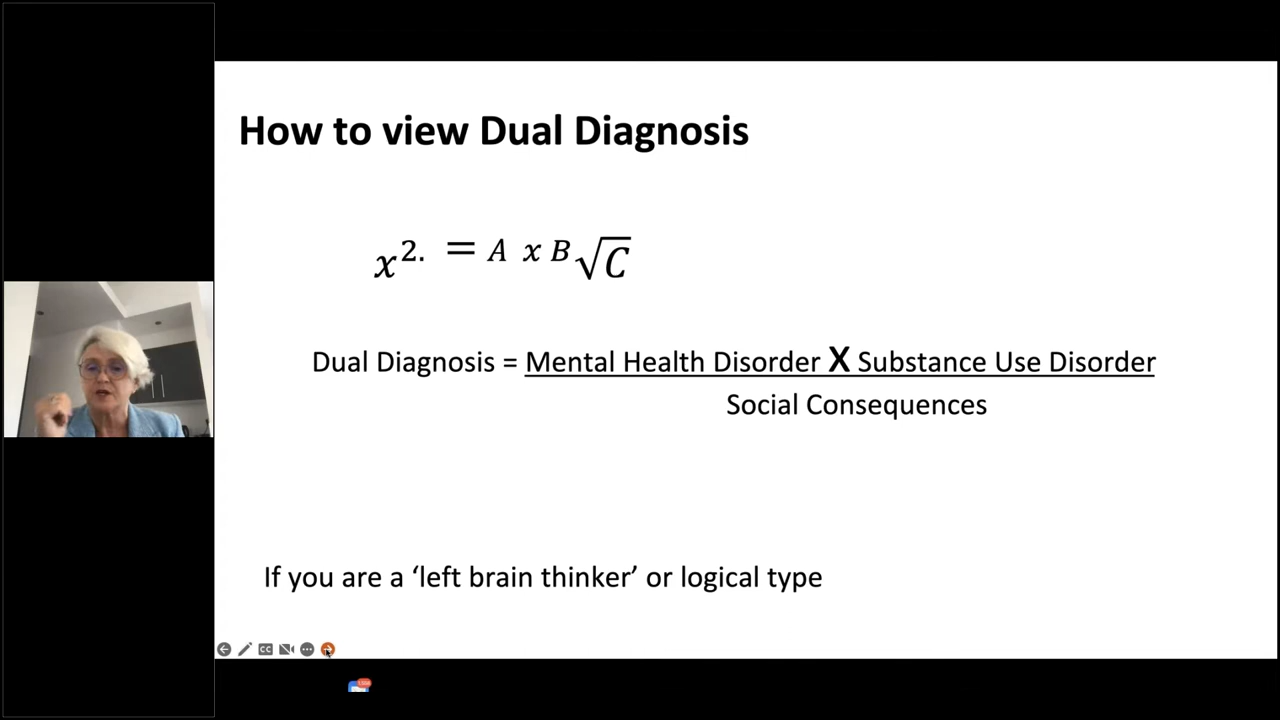 How to view Dual Diagnosis
x². = A x B√C
Dual Diagnosis = Mental Health Disorder X Substance Use Disorder
Social Consequences
If you are a ‘left brain thinker’ or logical type
CC